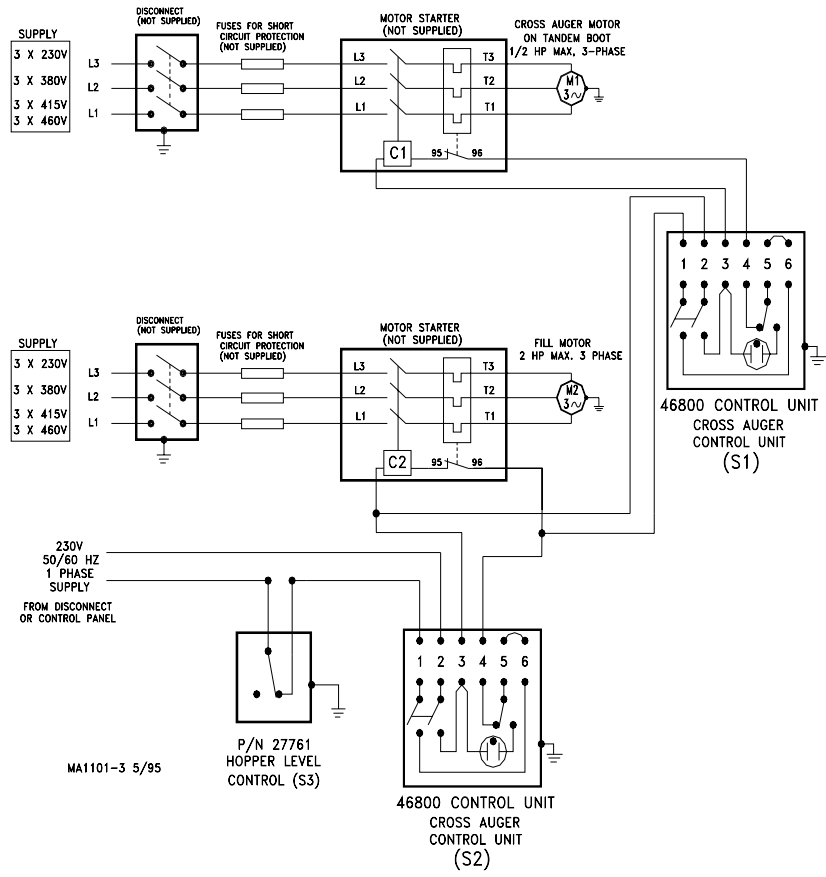 DISCONNECT
(NOT SUPPLIED)
FUSES FOR SHORT
CIRCUIT PROTECTION
(NOT SUPPLIED)
MOTOR STARTER
(NOT SUPPLIED)
CROSS AUGER MOTOR
ON TANDEM BOOT
1/2 HP MAX, 3-PHASE
SUPPLY
3 X 230V
3 X 380V
3 X 415V
3 X 460V
L3
L2
L1
L3
L2
L1
T3
T2
T1
M1
3~
C1
95
96
1 2 3 4 5 6
46800 CONTROL UNIT
CROSS AUGER
CONTROL UNIT
(S1)
DISCONNECT
(NOT SUPPLIED)
FUSES FOR SHORT
CIRCUIT PROTECTION
(NOT SUPPLIED)
MOTOR STARTER
(NOT SUPPLIED)
FILL MOTOR
2 HP MAX. 3 PHASE
SUPPLY
3 X 230V
3 X 380V
3 X 415V
3 X 460V
L3
L2
L1
L3
L2
L1
T3
T2
T1
M2
3~
C2
95
96
230V
50/60 HZ
1 PHASE
SUPPLY
FROM DISCONNECT
OR CONTROL PANEL
1 2 3 4 5 6
P/N 27761
HOPPER LEVEL
CONTROL (S3)
MA1101-3 5/95
46800 CONTROL UNIT
CROSS AUGER
CONTROL UNIT
(S2)